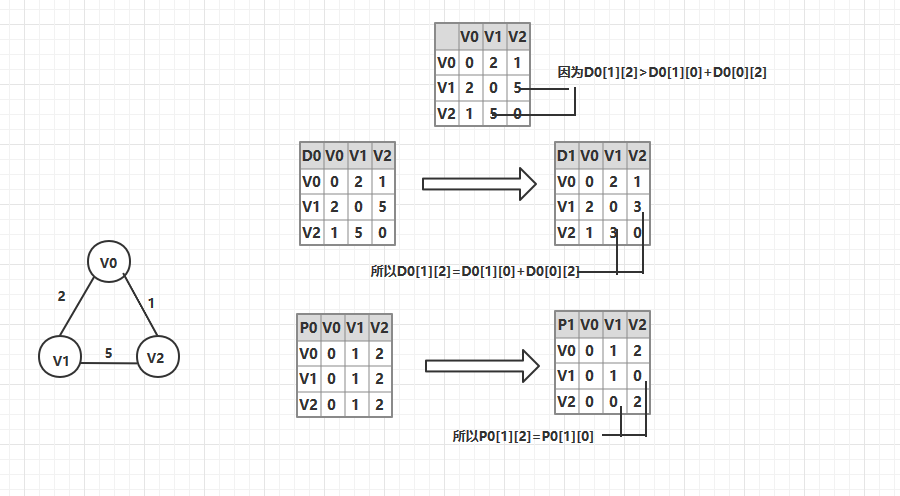 V0 V1 V2
V0 0 2 1
V1 2 0 5
V2 1 5 0
因为D0[1][2]>D0[1][0]+D0[0][2]
D0 V0 V1 V2
V0 0 2 1
V1 2 0 5
V2 1 5 0
D1 V0 V1 V2
V0 0 2 1
V1 2 0 3
V2 1 3 0
所以D0[1][2]=D0[1][0]+D0[0][2]
V0
2
1
V1
5
V2
P0 V0 V1 V2
V0 0 1 2
V1 0 1 2
V2 0 1 2
P1 V0 V1 V2
V0 0 1 2
V1 0 1 0
V2 0 0 2
所以P0[1][2]=P0[1][0]